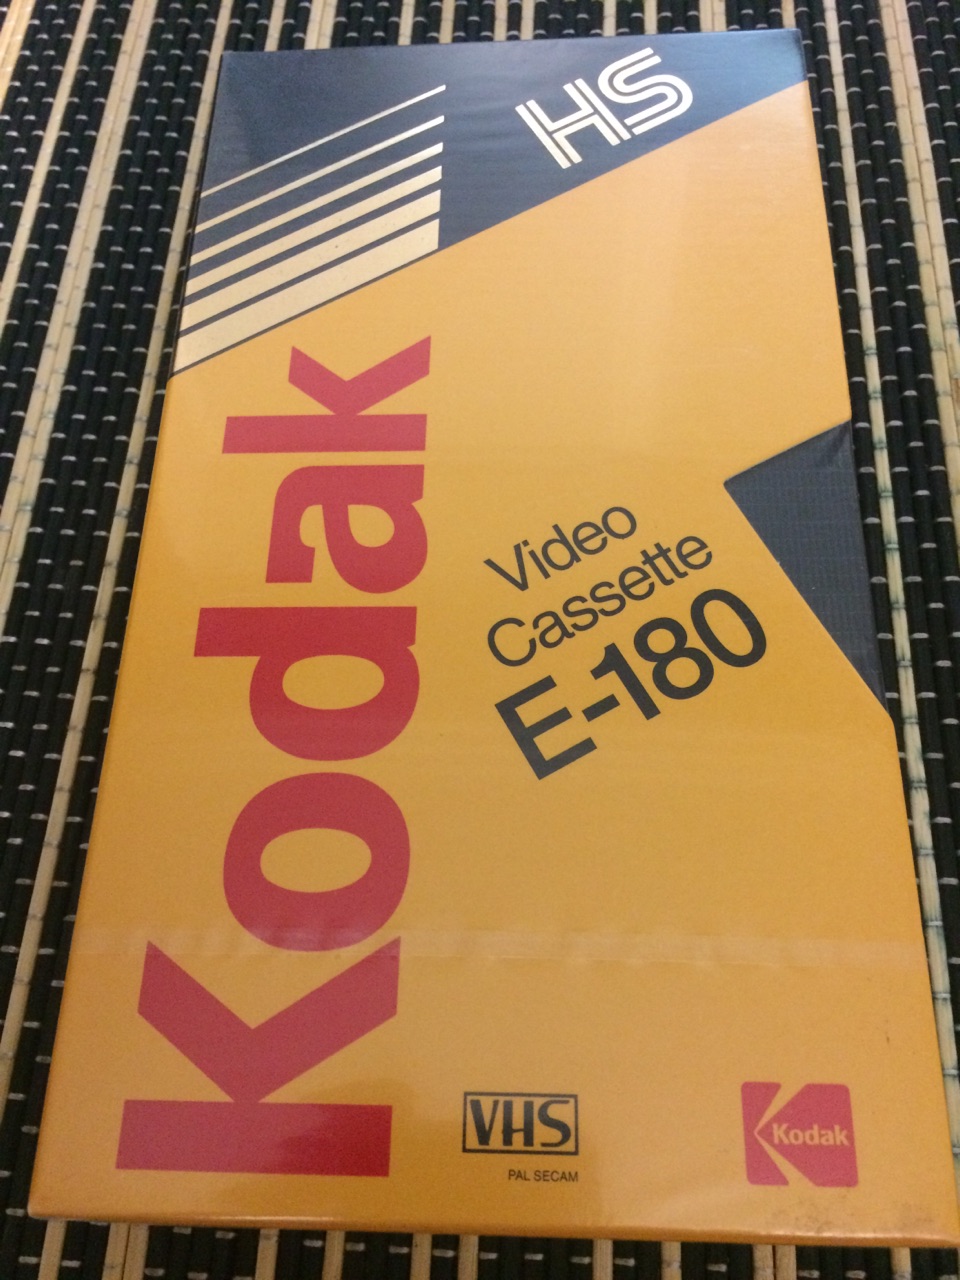 HS
Kodak
Video
Cassette
E-180
VHS
PAL SECAM
Kodak